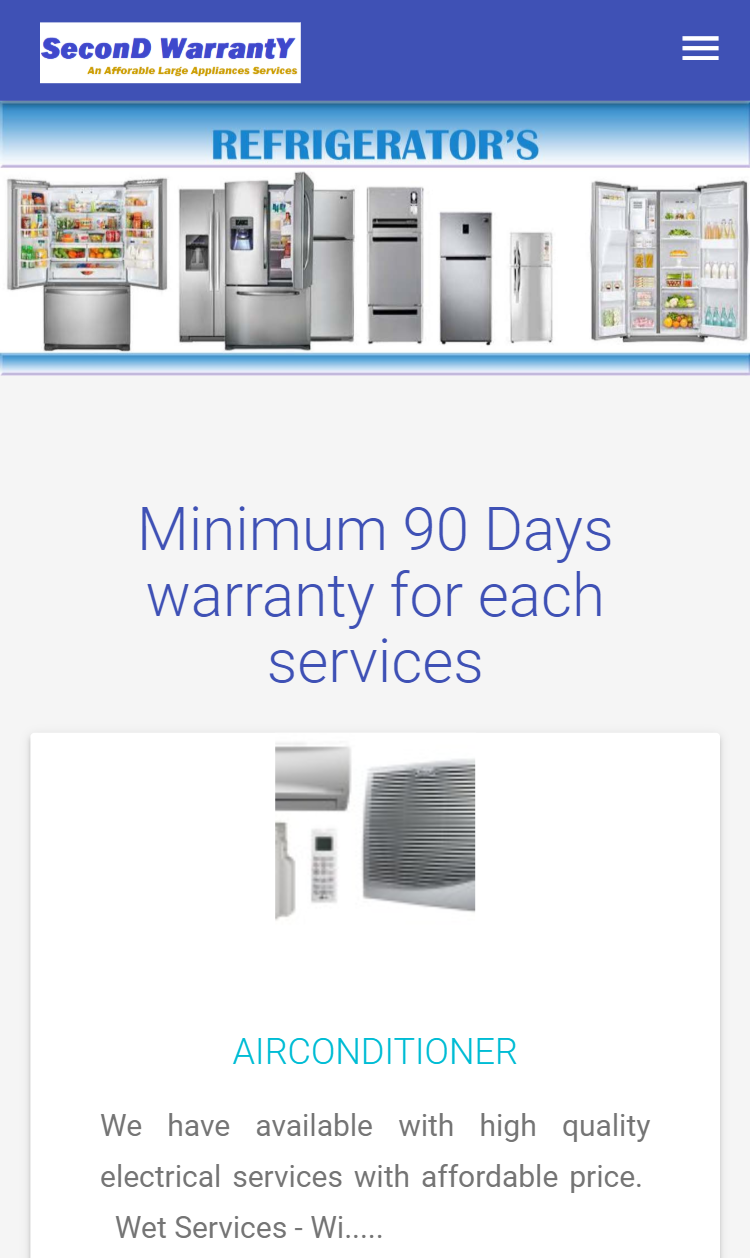 SeconD WarrantY
An Afforable Large Appliances Services
REFRIGERATOR'S
Minimum 90 Days
warranty for each
services
AIRCONDITIONER
We have available with high quality
electrical services with affordable price.
Wet Services - Wi.....